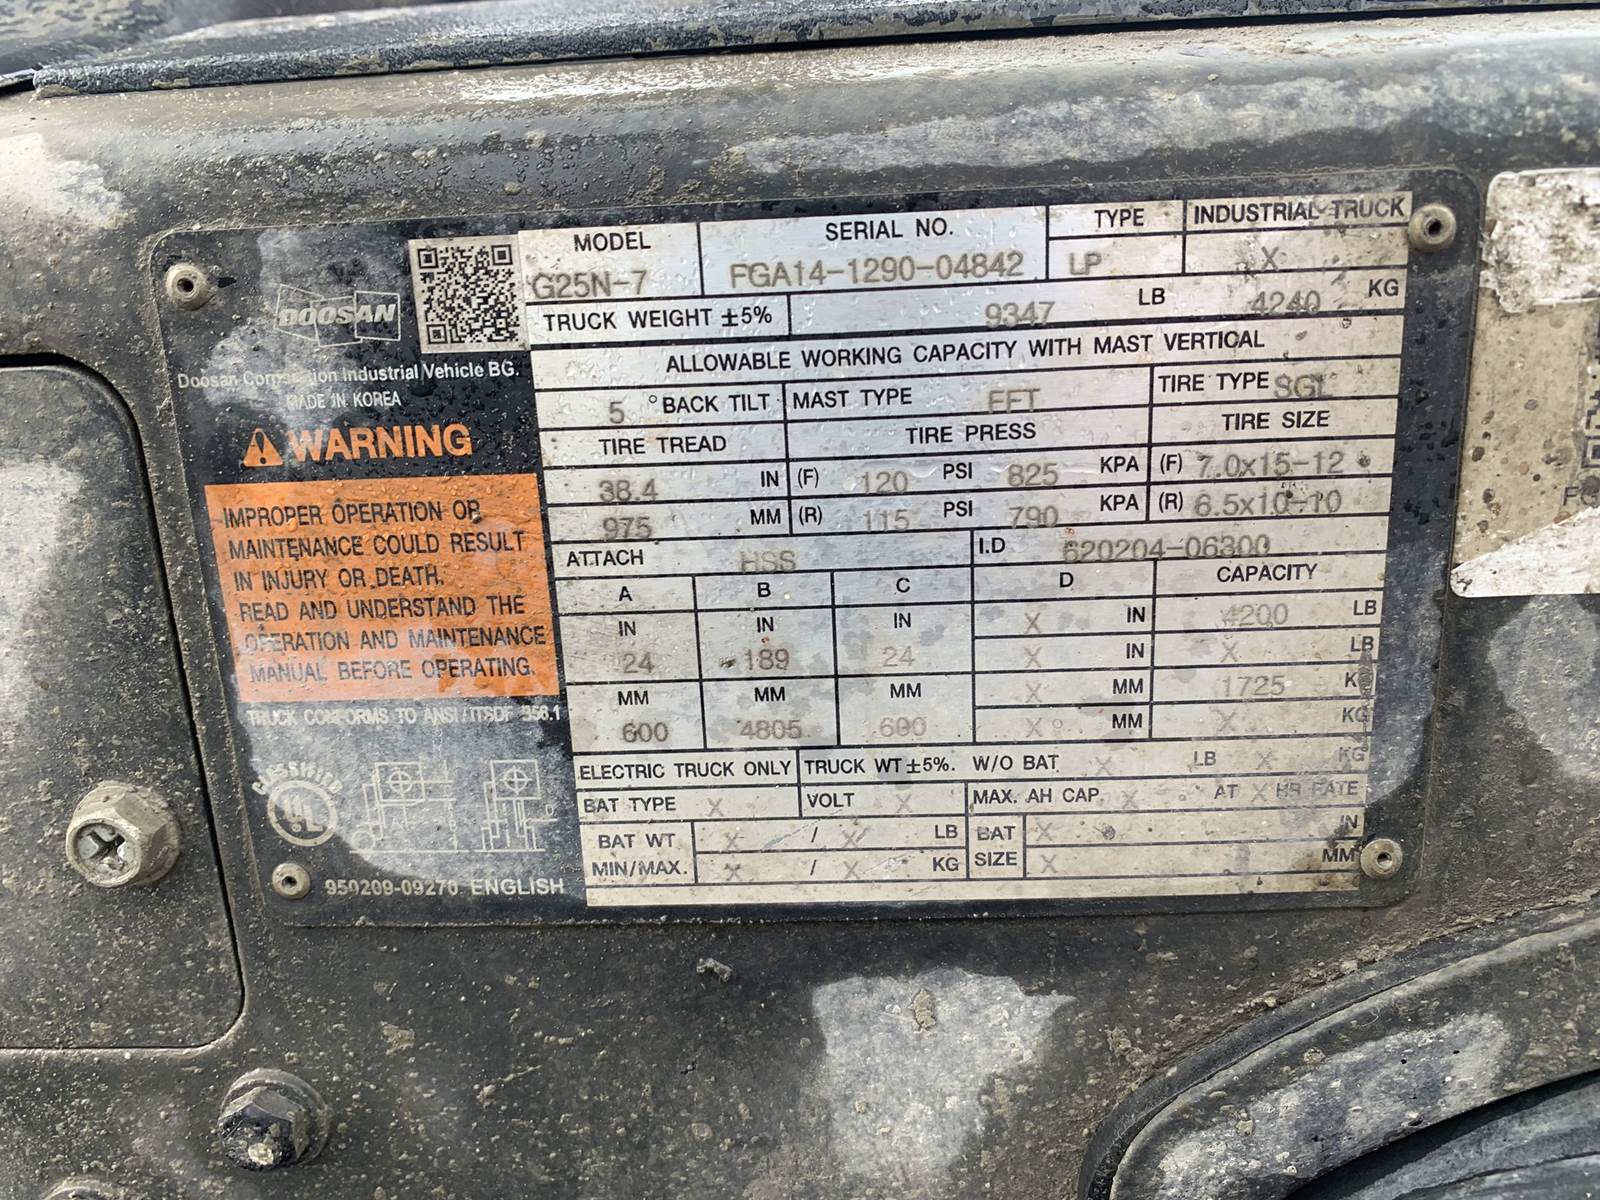 DOOSAN
Doosan Corporation Industrial Vehicle BG.
MADE IN KOREA
WARNING
IMPROPER OPERATION OR
MAINTENANCE COULD RESULT
IN INJURY OR DEATH.
READ AND UNDERSTAND THE
OPERATION AND MAINTENANCE
MANUAL BEFORE OPERATING.
TRUCK CONFORMS TO ANSI/ITSDF B56.1
CLASSIFIED
UL
950209-09270 ENGLISH
MODEL SERIAL NO. TYPE INDUSTRIAL TRUCK
G25N-7 FGA14-1290-04842 LP X
TRUCK WEIGHT ±5% 9347 LB 4240 KG
ALLOWABLE WORKING CAPACITY WITH MAST VERTICAL
5 ° BACK TILT MAST TYPE FFT TIRE TYPE SGL
TIRE TREAD TIRE PRESS TIRE SIZE
38.4 IN (F) 120 PSI 825 KPA (F) 7.0x15-12
975 MM (R) 115 PSI 790 KPA (R) 6.5x10-10
ATTACH HSS I.D 620204-06300
A B C D CAPACITY
IN IN IN X IN 4200 LB
24 189 24 X IN X LB
MM MM MM X MM 1725 KG
600 4805 600 X MM X KG
ELECTRIC TRUCK ONLY TRUCK WT ±5%. W/O BAT X LB X KG
BAT TYPE X VOLT X MAX. AH CAP. X AT X HR RATE
BAT WT X / X LB BAT X IN
MIN/MAX. X / X KG SIZE X MM
FG